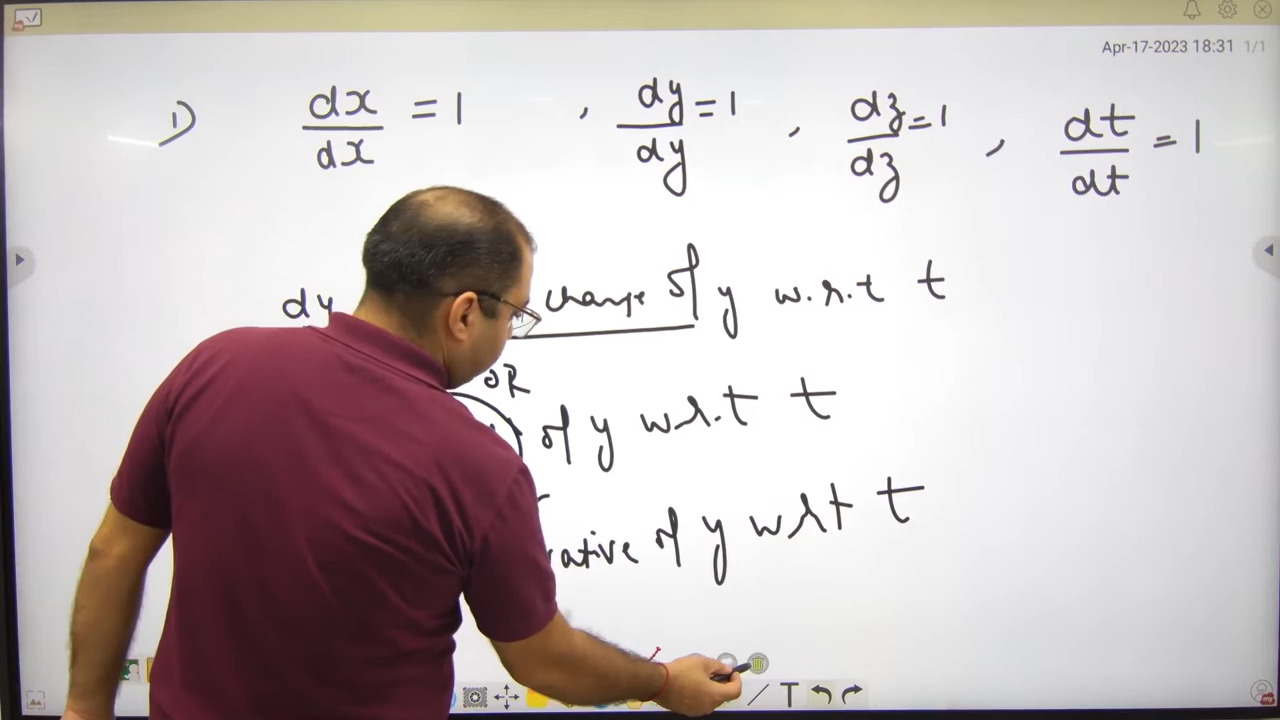 Apr-17-2023 18:31 1/1
1) dx/dx = 1 , dy/dy = 1 , dz/dz = 1 , dt/dt = 1
dy change of y w.r.t t
OR
of y w.r.t t
rative of y wrt t
T